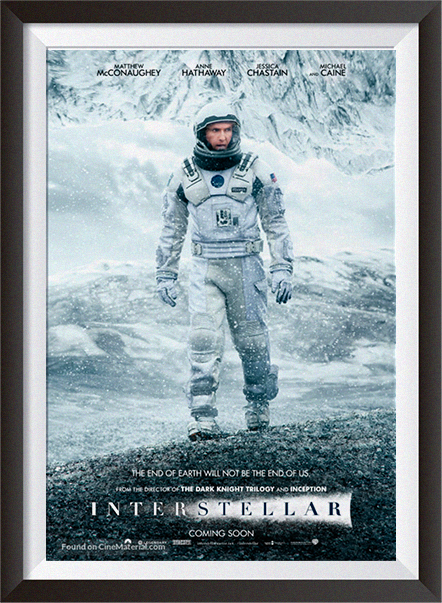 MATTHEW McCONAUGHEY
ANNE HATHAWAY
JESSICA CHASTAIN
AND MICHAEL CAINE
THE END OF EARTH WILL NOT BE THE END OF US
FROM THE DIRECTOR OF THE DARK KNIGHT TRILOGY AND INCEPTION
INTERSTELLAR
COMING SOON
Found on CineMaterial.com